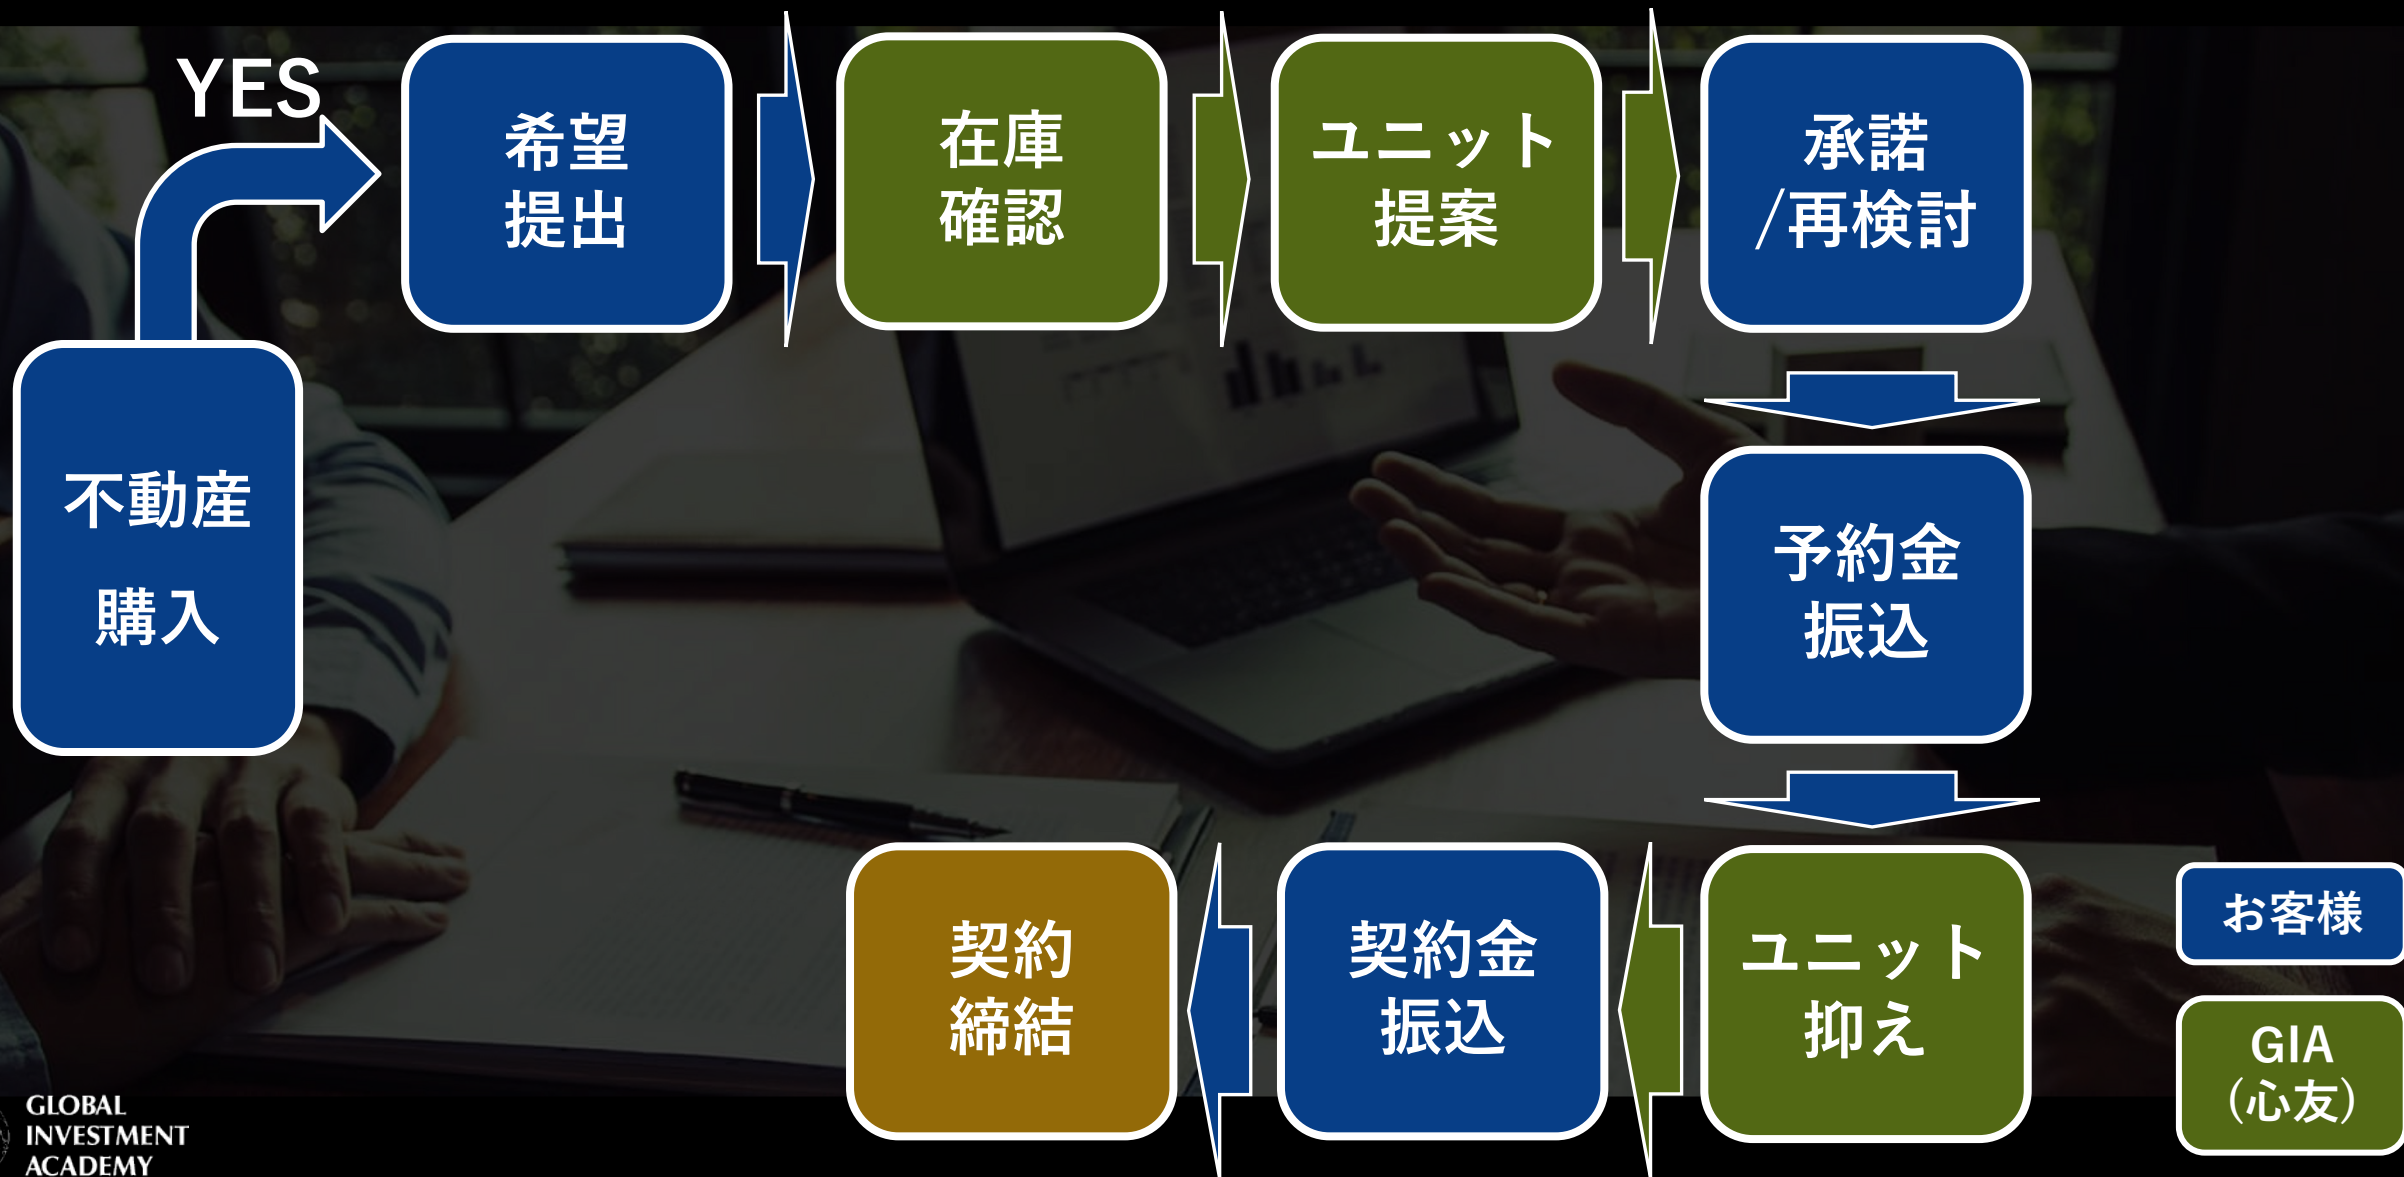 YES
不動産
購入
希望
提出
在庫
確認
ユニット
提案
承諾
/再検討
予約金
振込
ユニット
抑え
契約金
振込
契約
締結
お客様
GIA
(心友)
GLOBAL
INVESTMENT
ACADEMY